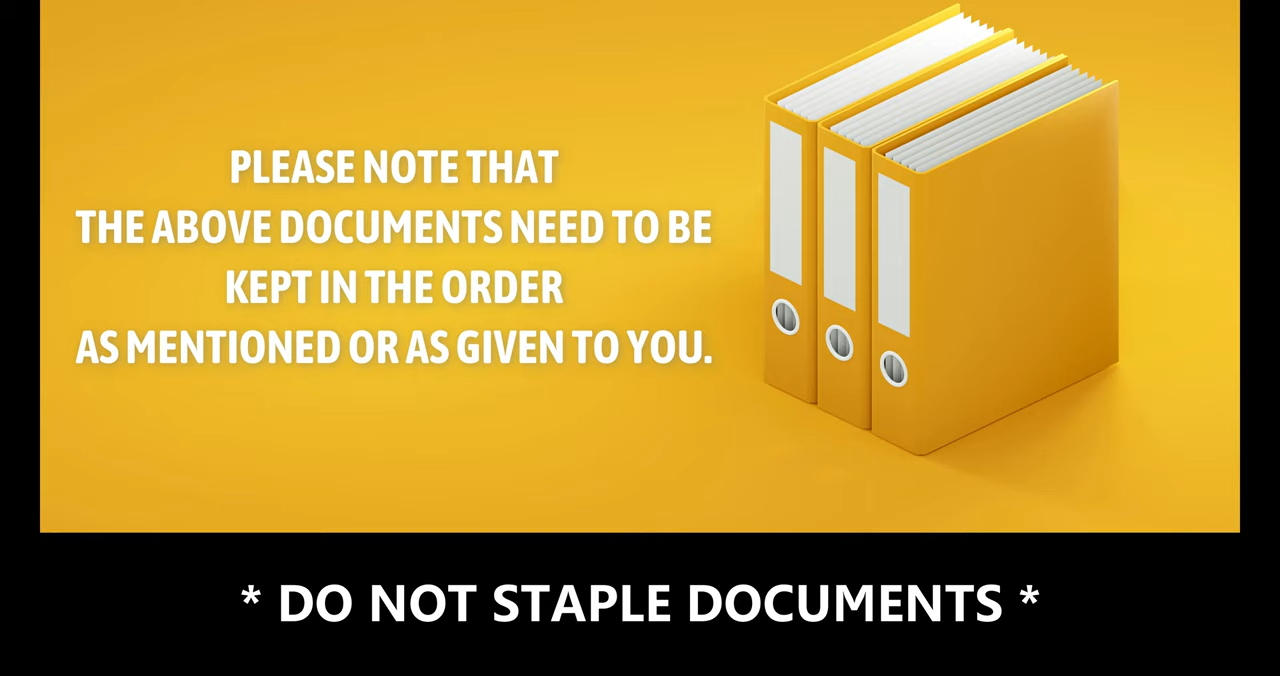 PLEASE NOTE THAT
THE ABOVE DOCUMENTS NEED TO BE
KEPT IN THE ORDER
AS MENTIONED OR AS GIVEN TO YOU.
* DO NOT STAPLE DOCUMENTS *